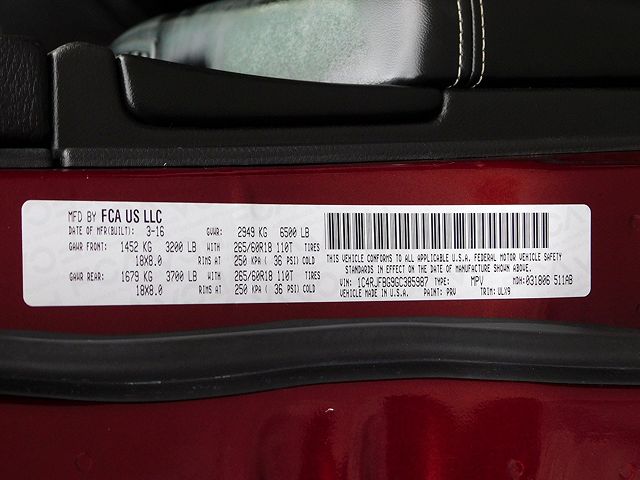 MFD BY FCA US LLC
DATE OF MFR(BUILT): 3-16 GVWR: 2949 KG 6500 LB
GAWR FRONT: 1452 KG 3200 LB WITH 265/60R18 110T TIRES
18X8.0 RIMS AT 250 KPA ( 36 PSI) COLD
GAWR REAR: 1679 KG 3700 LB WITH 265/60R18 110T TIRES
18X8.0 RIMS AT 250 KPA ( 36 PSI) COLD
THIS VEHICLE CONFORMS TO ALL APPLICABLE U.S.A. FEDERAL MOTOR VEHICLE SAFETY
STANDARDS IN EFFECT ON THE DATE OF MANUFACTURE SHOWN ABOVE.
VIN: 1C4RJFBG9GC385987 TYPE: MPV MDH: 031806 511AB
VEHICLE MADE IN U.S.A. PAINT: PRV TRIM: ULX9